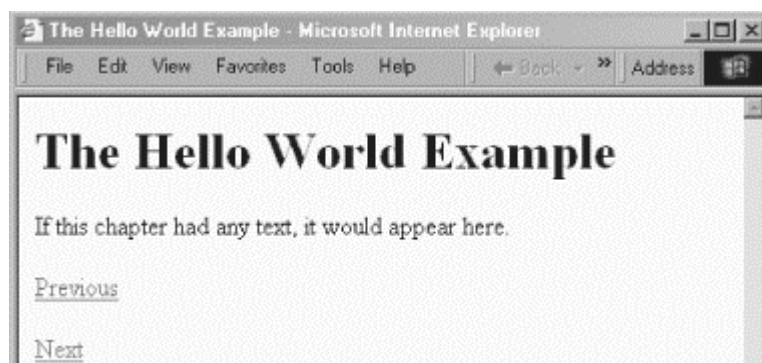 The Hello World Example - Microsoft Internet Explorer
File Edit View Favorites Tools Help Back » Address
The Hello World Example
If this chapter had any text, it would appear here.
Previous
Next